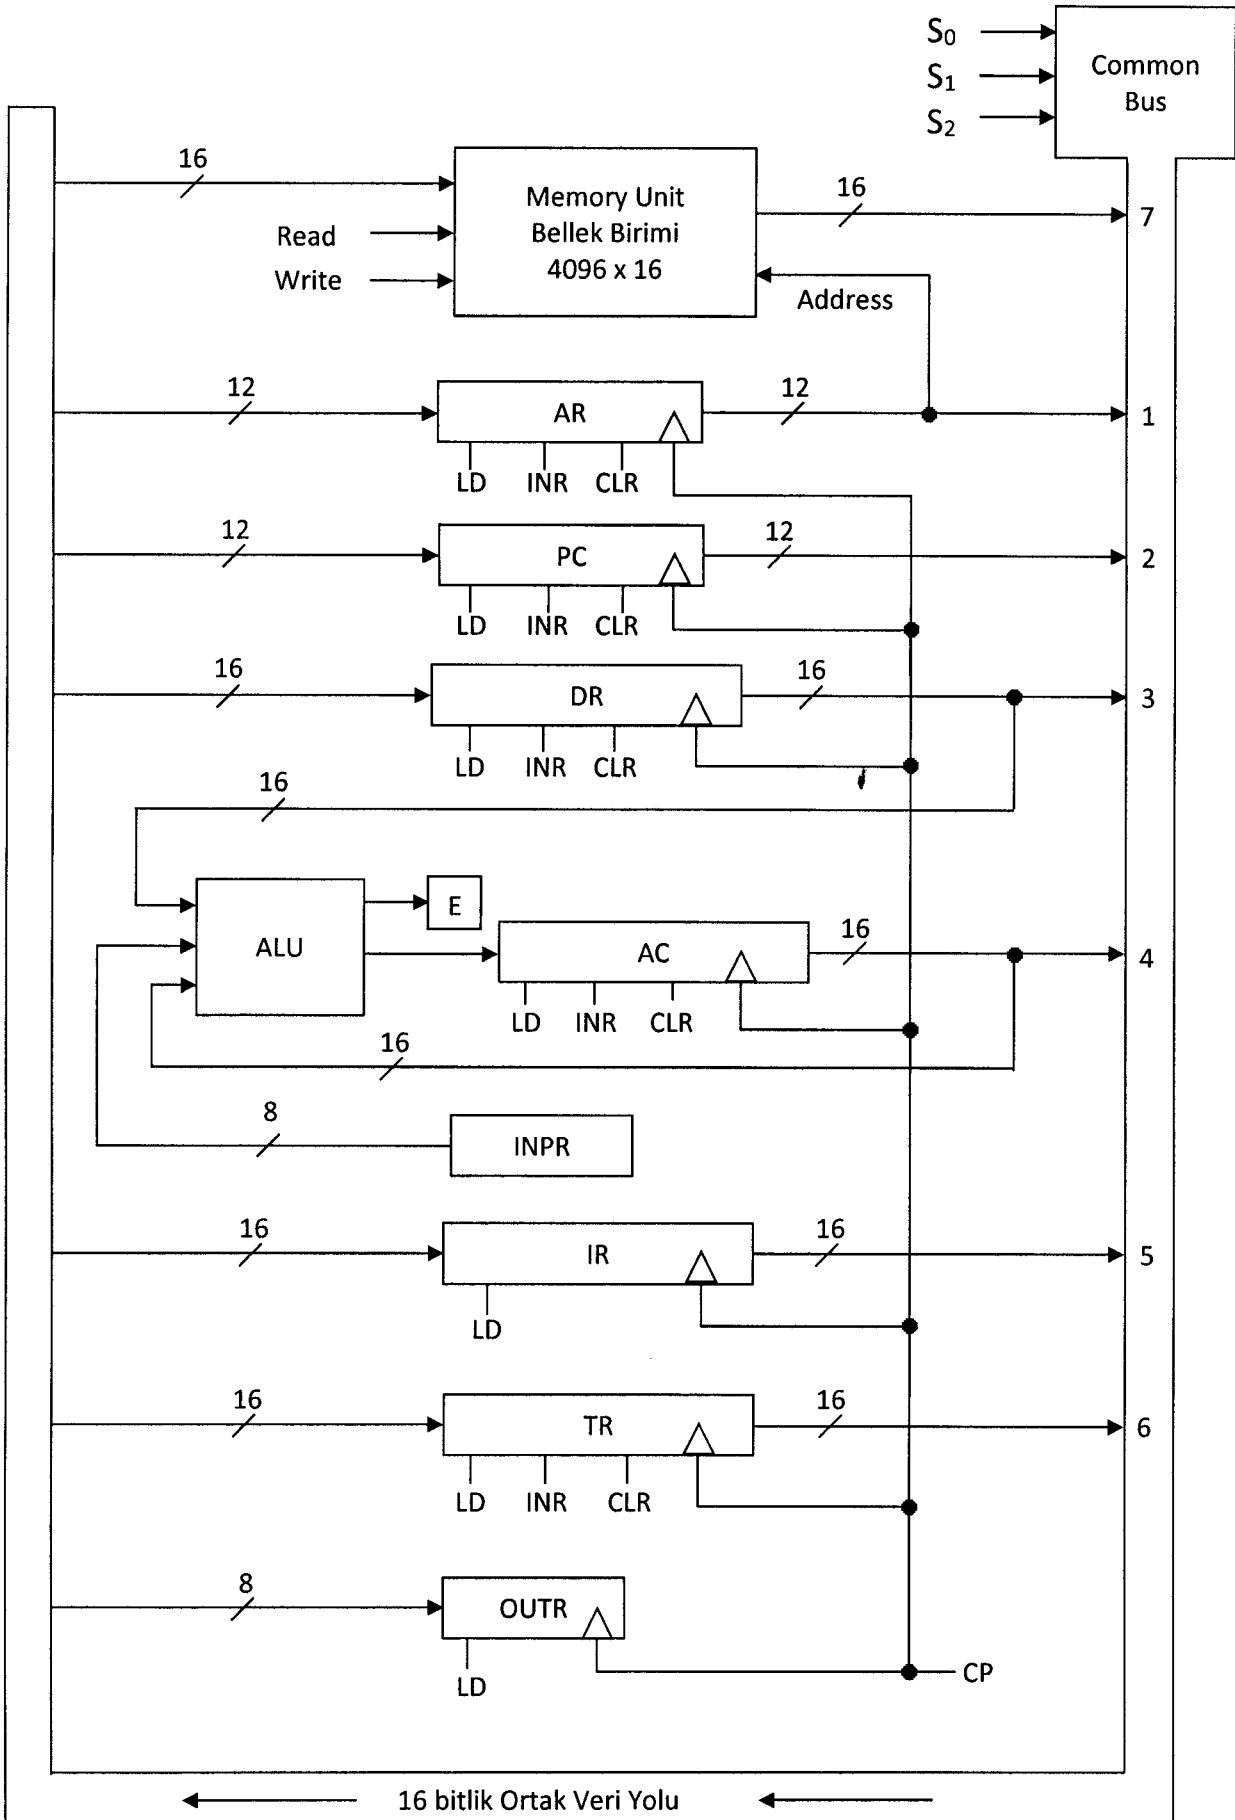 S0
S1
S2
Common
Bus
16
Read
Write
Memory Unit
Bellek Birimi
4096 x 16
16
7
Address
12
AR
12
1
LD INR CLR
12
PC
12
2
LD INR CLR
16
DR
16
3
LD INR CLR
16
ALU
E
AC
16
4
LD INR CLR
16
8
INPR
16
IR
16
5
LD
16
TR
16
6
LD INR CLR
8
OUTR
LD
CP
16 bitlik Ortak Veri Yolu